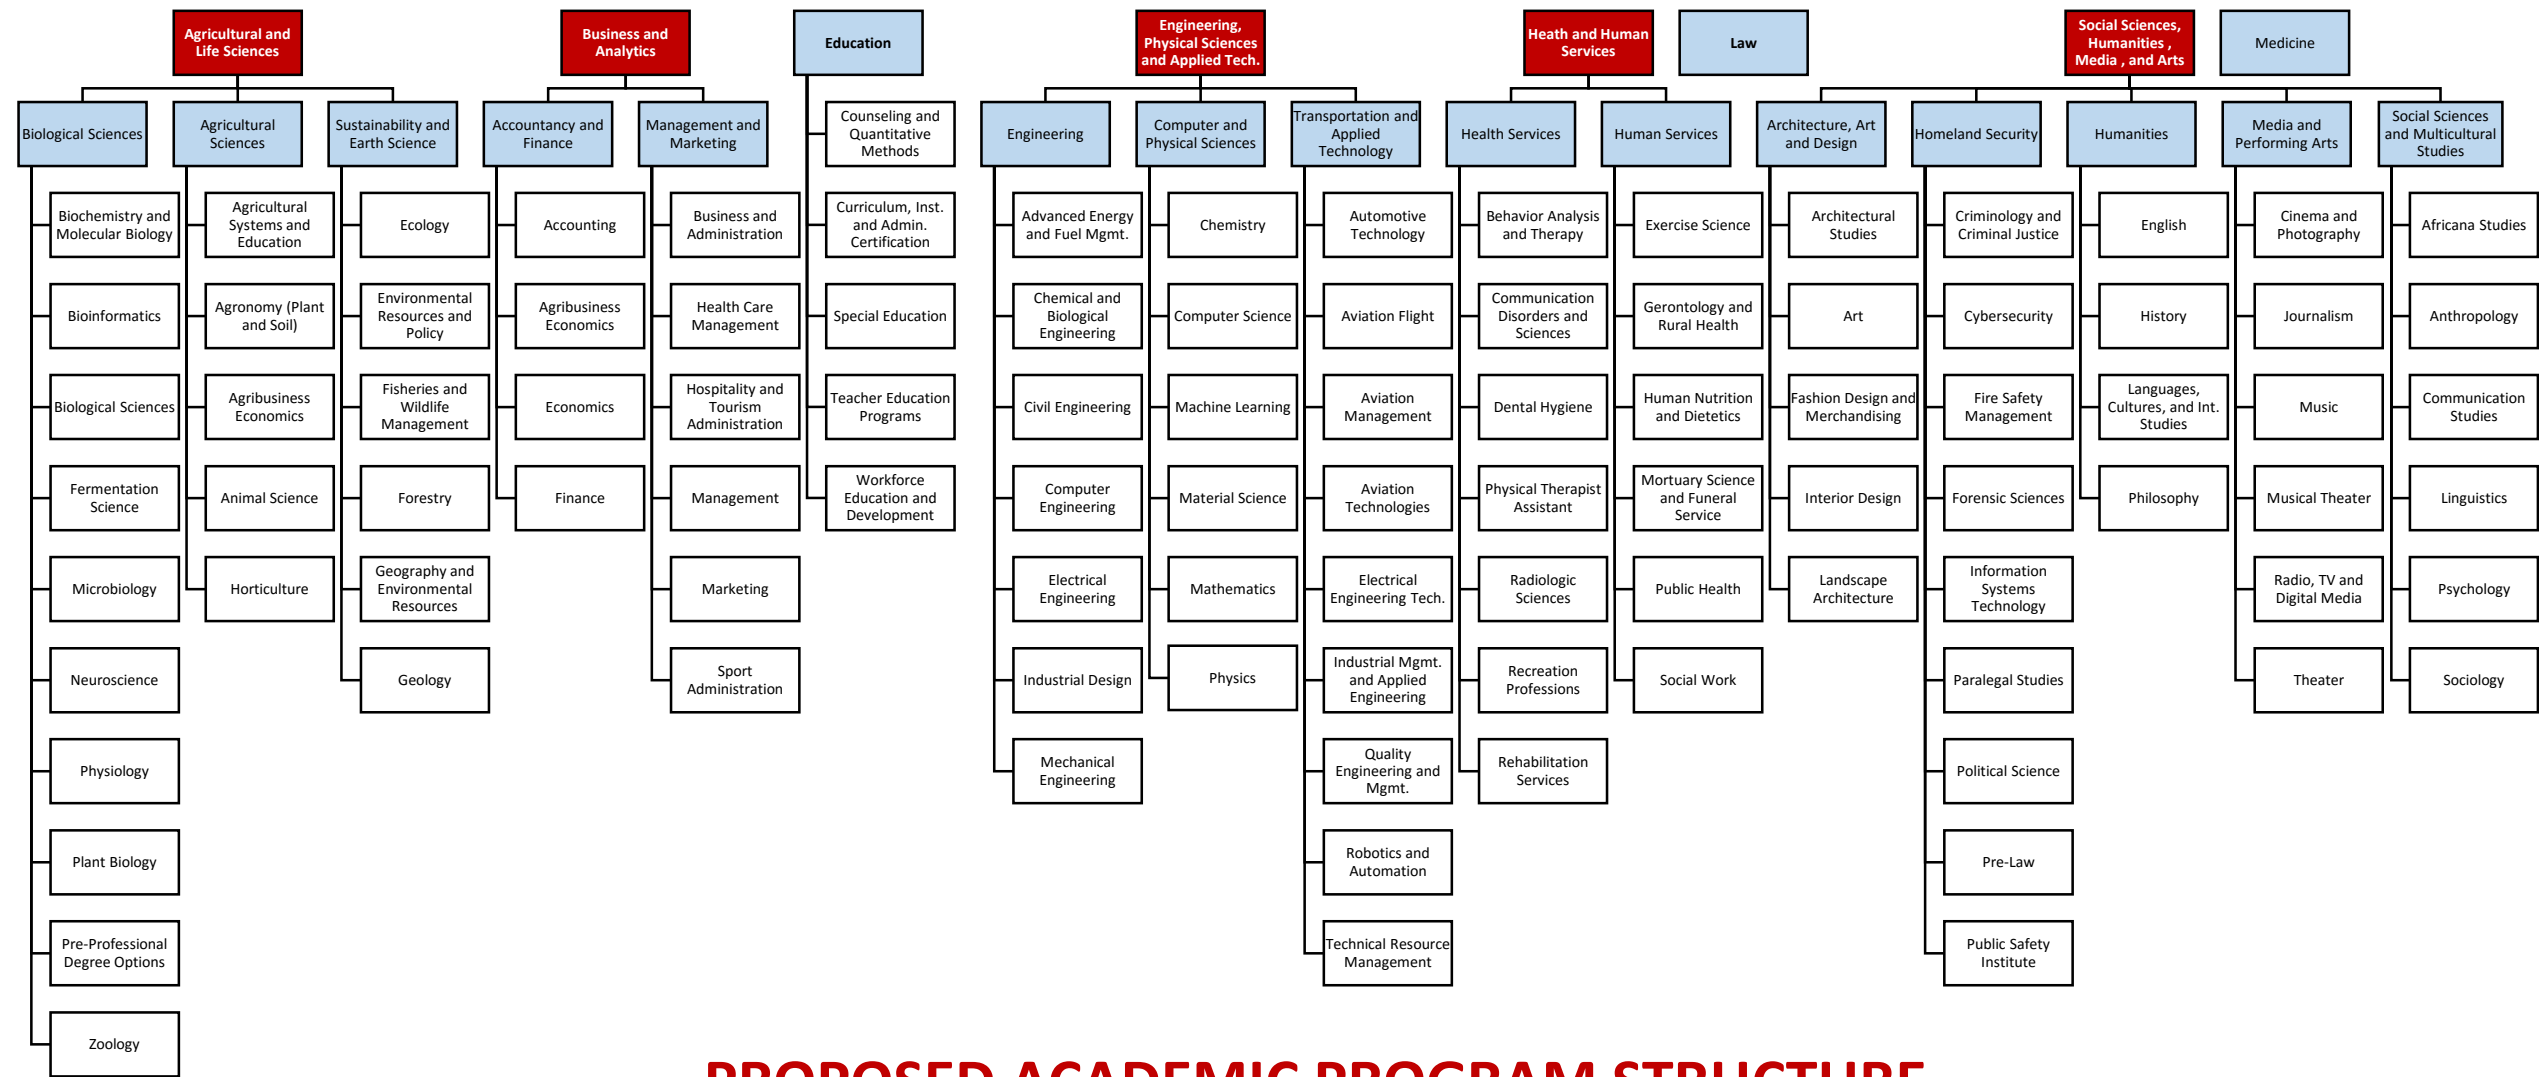 Agricultural and
Life Sciences
Business and
Analytics
Education
Engineering,
Physical Sciences
and Applied Tech.
Heath and Human
Services
Law
Social Sciences,
Humanities ,
Media , and Arts
Medicine
Biological Sciences
Agricultural
Sciences
Sustainability and
Earth Science
Accountancy and
Finance
Management and
Marketing
Counseling and
Quantitative
Methods
Engineering
Computer and
Physical Sciences
Transportation and
Applied
Technology
Health Services
Human Services
Architecture, Art
and Design
Homeland Security
Humanities
Media and
Performing Arts
Social Sciences
and Multicultural
Studies
Biochemistry and
Molecular Biology
Agricultural
Systems and
Education
Ecology
Accounting
Business and
Administration
Curriculum, Inst.
and Admin.
Certification
Advanced Energy
and Fuel Mgmt.
Chemistry
Automotive
Technology
Behavior Analysis
and Therapy
Exercise Science
Architectural
Studies
Criminology and
Criminal Justice
English
Cinema and
Photography
Africana Studies
Bioinformatics
Agronomy (Plant
and Soil)
Environmental
Resources and
Policy
Agribusiness
Economics
Health Care
Management
Special Education
Chemical and
Biological
Engineering
Computer Science
Aviation Flight
Communication
Disorders and
Sciences
Gerontology and
Rural Health
Art
Cybersecurity
History
Journalism
Anthropology
Biological Sciences
Agribusiness
Economics
Fisheries and
Wildlife
Management
Economics
Hospitality and
Tourism
Administration
Teacher Education
Programs
Civil Engineering
Machine Learning
Aviation
Management
Dental Hygiene
Human Nutrition
and Dietetics
Fashion Design and
Merchandising
Fire Safety
Management
Languages,
Cultures, and Int.
Studies
Music
Communication
Studies
Fermentation
Science
Animal Science
Forestry
Finance
Management
Workforce
Education and
Development
Computer
Engineering
Material Science
Aviation
Technologies
Physical Therapist
Assistant
Mortuary Science
and Funeral
Service
Interior Design
Forensic Sciences
Philosophy
Musical Theater
Linguistics
Microbiology
Horticulture
Geography and
Environmental
Resources
Marketing
Electrical
Engineering
Mathematics
Electrical
Engineering Tech.
Radiologic
Sciences
Public Health
Landscape
Architecture
Information
Systems
Technology
Radio, TV and
Digital Media
Psychology
Neuroscience
Geology
Sport
Administration
Industrial Design
Physics
Industrial Mgmt.
and Applied
Engineering
Recreation
Professions
Social Work
Paralegal Studies
Theater
Sociology
Physiology
Mechanical
Engineering
Quality
Engineering and
Mgmt.
Rehabilitation
Services
Political Science
Plant Biology
Robotics and
Automation
Pre-Law
Pre-Professional
Degree Options
Technical Resource
Management
Public Safety
Institute
Zoology
PROPOSED ACADEMIC PROGRAM STRUCTURE